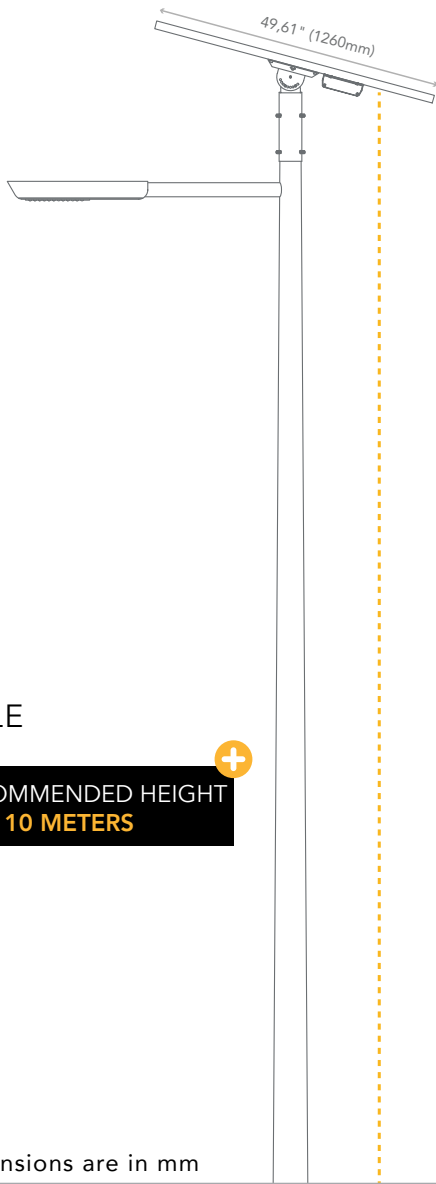 49,61" (1260mm)
LE
OMMENDED HEIGHT
10 METERS
nsions are in mm